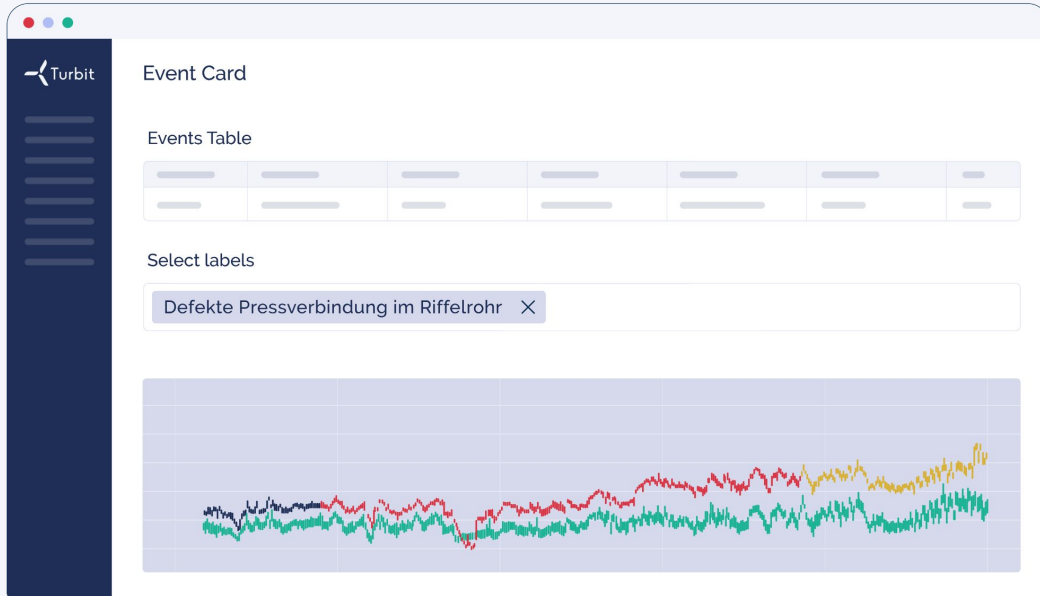 Turbit
Event Card
Events Table
Select labels
Defekte Pressverbindung im Riffelrohr